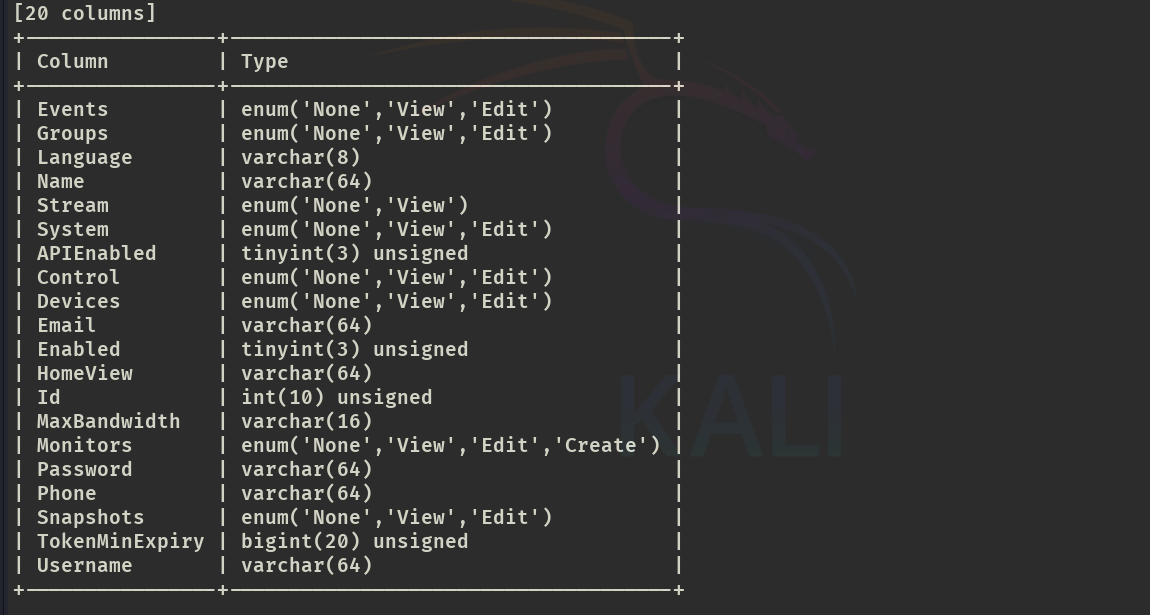 [20 columns]
+----------------+--------------------------------------+
| Column | Type |
+----------------+--------------------------------------+
| Events | enum('None','View','Edit') |
| Groups | enum('None','View','Edit') |
| Language | varchar(8) |
| Name | varchar(64) |
| Stream | enum('None','View') |
| System | enum('None','View','Edit') |
| APIEnabled | tinyint(3) unsigned |
| Control | enum('None','View','Edit') |
| Devices | enum('None','View','Edit') |
| Email | varchar(64) |
| Enabled | tinyint(3) unsigned |
| HomeView | varchar(64) |
| Id | int(10) unsigned |
| MaxBandwidth | varchar(16) |
| Monitors | enum('None','View','Edit','Create') |
| Password | varchar(64) |
| Phone | varchar(64) |
| Snapshots | enum('None','View','Edit') |
| TokenMinExpiry | bigint(20) unsigned |
| Username | varchar(64) |
+----------------+--------------------------------------+
KALI